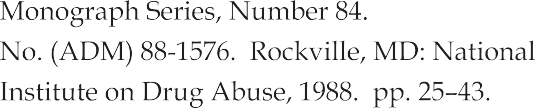 Monograph Series, Number 84.
No. (ADM) 88-1576.  Rockville, MD: National
Institute on Drug Abuse, 1988.  pp. 25–43.